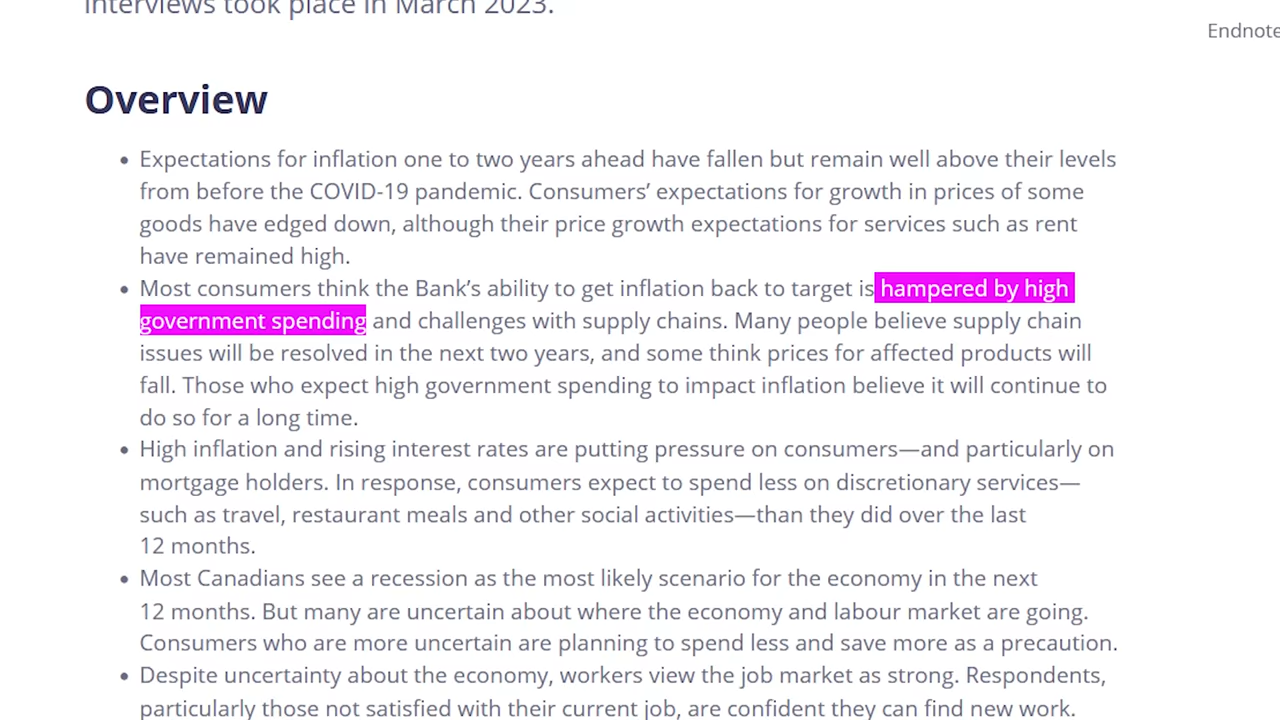 interviews took place in March 2023.
Endnote
Overview
• Expectations for inflation one to two years ahead have fallen but remain well above their levels
from before the COVID-19 pandemic. Consumers’ expectations for growth in prices of some
goods have edged down, although their price growth expectations for services such as rent
have remained high.
• Most consumers think the Bank’s ability to get inflation back to target is hampered by high
government spending and challenges with supply chains. Many people believe supply chain
issues will be resolved in the next two years, and some think prices for affected products will
fall. Those who expect high government spending to impact inflation believe it will continue to
do so for a long time.
• High inflation and rising interest rates are putting pressure on consumers—and particularly on
mortgage holders. In response, consumers expect to spend less on discretionary services—
such as travel, restaurant meals and other social activities—than they did over the last
12 months.
• Most Canadians see a recession as the most likely scenario for the economy in the next
12 months. But many are uncertain about where the economy and labour market are going.
Consumers who are more uncertain are planning to spend less and save more as a precaution.
• Despite uncertainty about the economy, workers view the job market as strong. Respondents,
particularly those not satisfied with their current job, are confident they can find new work.